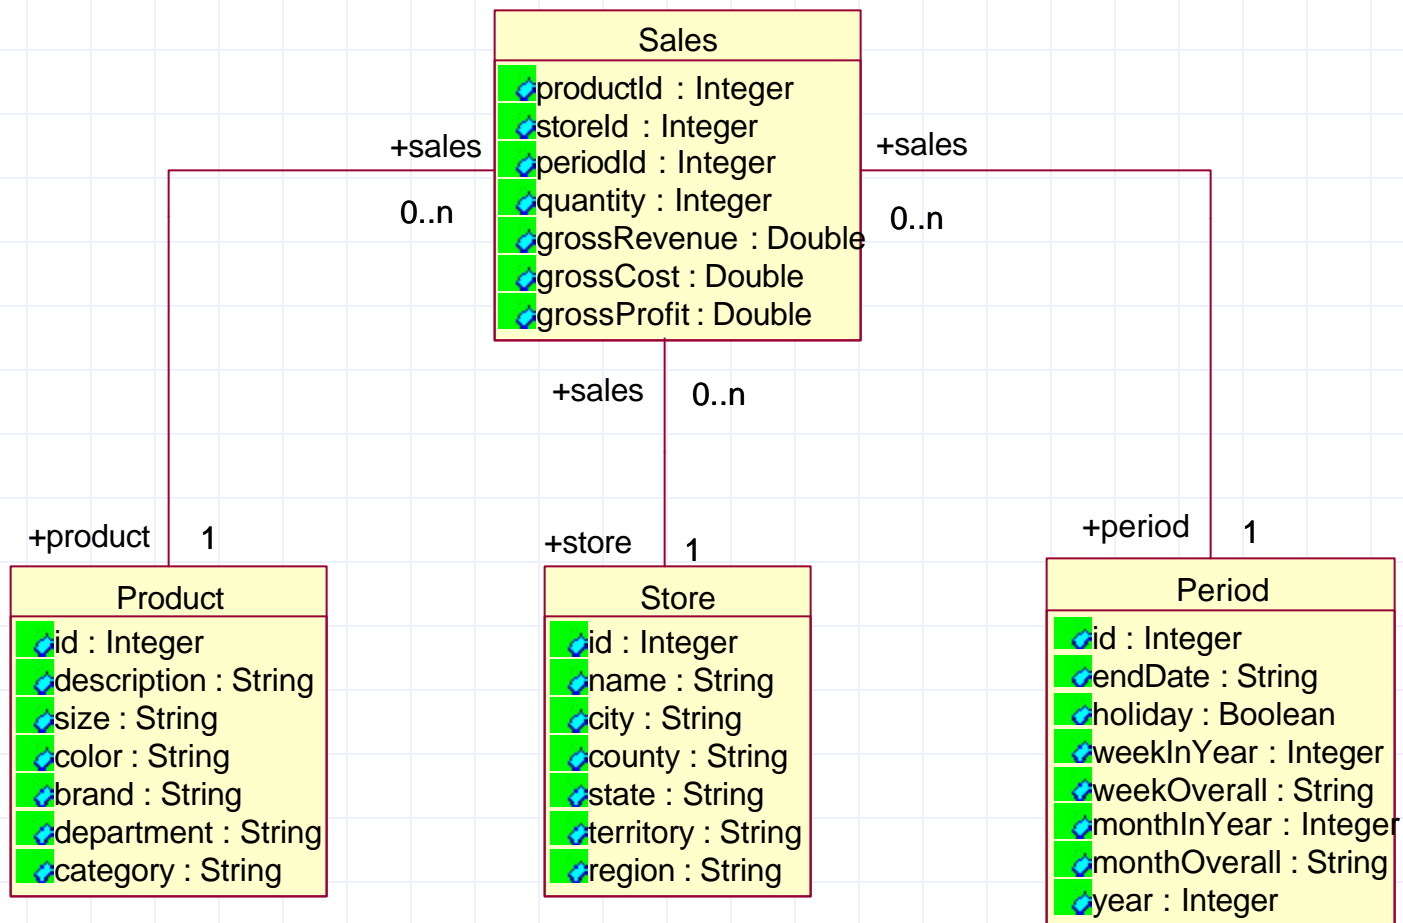 Sales
productId : Integer
storeId : Integer
periodId : Integer
quantity : Integer
grossRevenue : Double
grossCost : Double
grossProfit : Double
+sales
0..n
+sales
0..n
+sales
0..n
+product
1
+store
1
+period
1
Product
id : Integer
description : String
size : String
color : String
brand : String
department : String
category : String
Store
id : Integer
name : String
city : String
county : String
state : String
territory : String
region : String
Period
id : Integer
endDate : String
holiday : Boolean
weekInYear : Integer
weekOverall : String
monthInYear : Integer
monthOverall : String
year : Integer